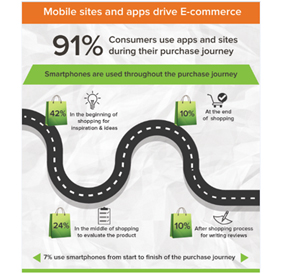 Mobile sites and apps drive E-commerce
91% Consumers use apps and sites
during their purchase journey
Smartphones are used throughout the purchase journey
42%
In the beginning
of shopping for
inspiration & ideas
10%
At the end
of shopping
24%
In the middle of shopping
to evaluate the product
10%
After shopping process
for writing reviews
7% use smartphones from start to finish of the purchase journey